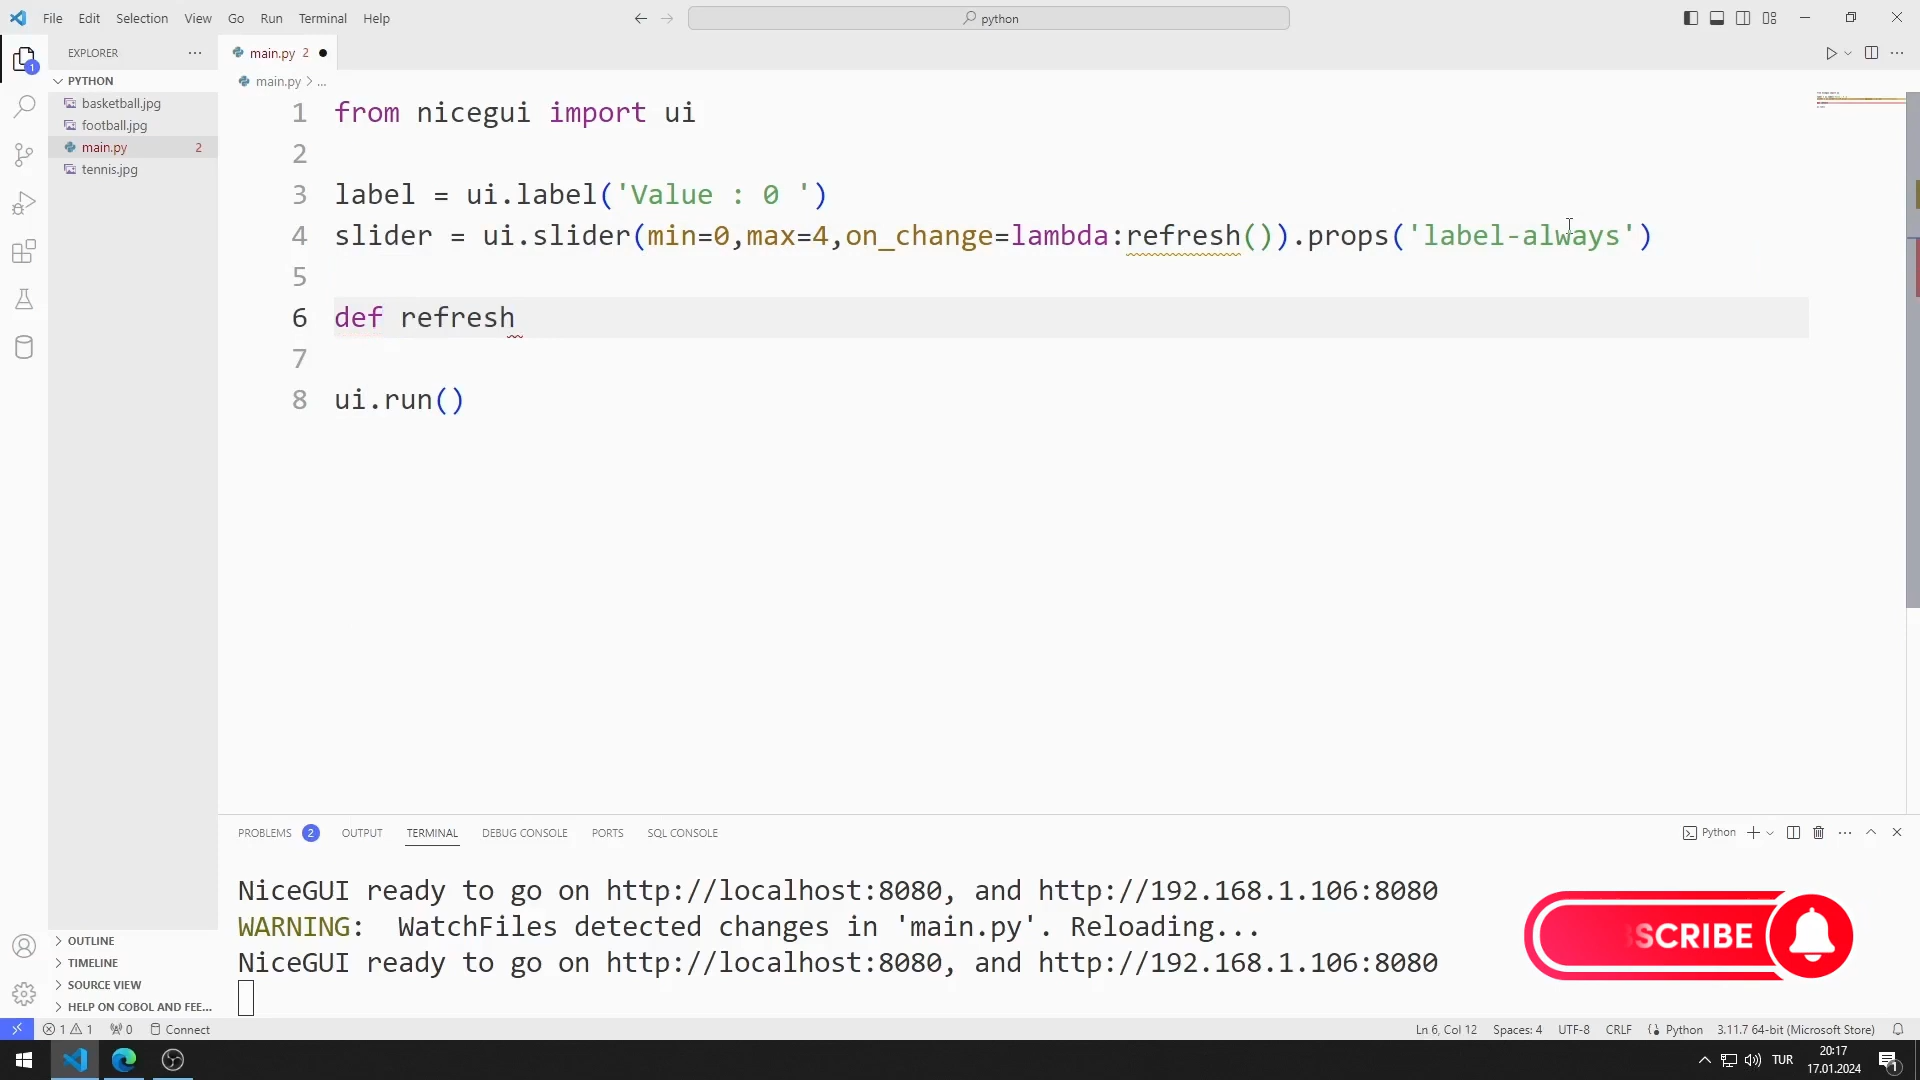 File Edit Selection View Go Run Terminal Help
python
EXPLORER
main.py 2
PYTHON
main.py > ...
basketball.jpg
football.jpg
main.py 2
tennis.jpg
1
1 from nicegui import ui
2
3 label = ui.label('Value : 0 ')
4 slider = ui.slider(min=0,max=4,on_change=lambda:refresh()).props('label-always')
5
6 def refresh
7
8 ui.run()
PROBLEMS 2 OUTPUT TERMINAL DEBUG CONSOLE PORTS SQL CONSOLE
Python
NiceGUI ready to go on http://localhost:8080, and http://192.168.1.106:8080
WARNING: WatchFiles detected changes in 'main.py'. Reloading...
NiceGUI ready to go on http://localhost:8080, and http://192.168.1.106:8080
SCRIBE
OUTLINE
TIMELINE
SOURCE VIEW
HELP ON COBOL AND FEE...
1 1 0 Connect
Ln 6, Col 12 Spaces: 4 UTF-8 CRLF Python 3.11.7 64-bit (Microsoft Store)
TUR
20:17
17.01.2024
1